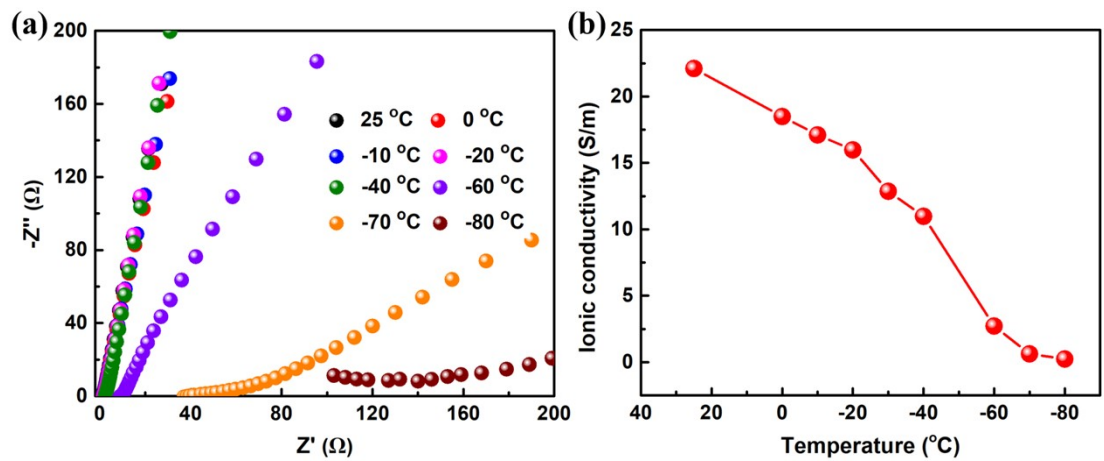 (a)
200
160
120
80
40
0
-Z'' (Ω)
25 °C
0 °C
-10 °C
-20 °C
-40 °C
-60 °C
-70 °C
-80 °C
0
40
80
120
160
200
Z' (Ω)
(b)
25
20
15
10
5
0
Ionic conductivity (S/m)
40
20
0
-20
-40
-60
-80
Temperature (°C)